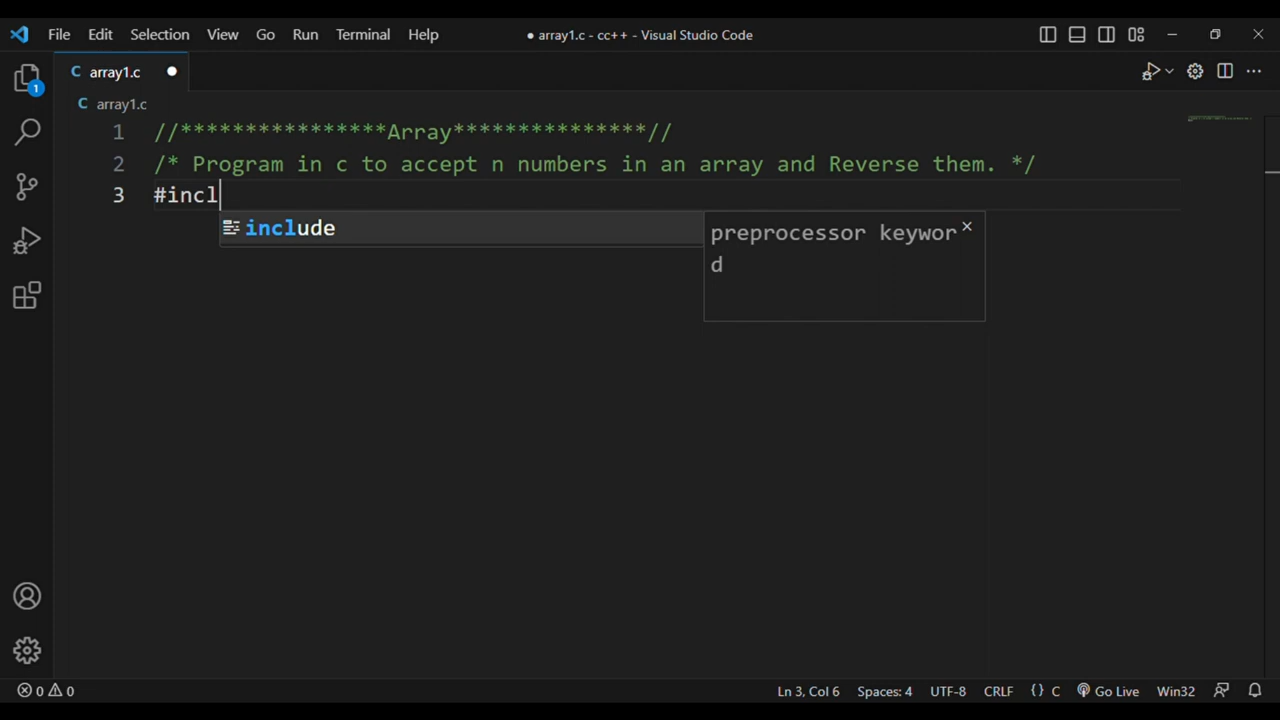 File Edit Selection View Go Run Terminal Help ● array1.c - cc++ - Visual Studio Code
C array1.c ●
C array1.c
1 //****************Array***************//
2 /* Program in c to accept n numbers in an array and Reverse them. */
3 #incl
include
preprocessor keywor
d
1
0 0 Ln 3, Col 6 Spaces: 4 UTF-8 CRLF {} C Go Live Win32